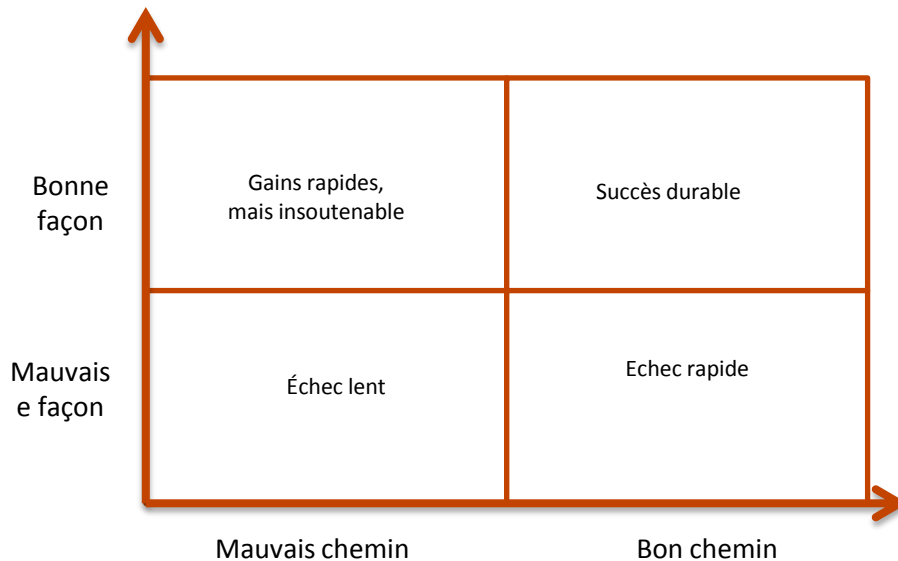 Bonne
façon
Gains rapides,
mais insoutenable
Succès durable
Mauvais
e façon
Échec lent
Echec rapide
Mauvais chemin
Bon chemin